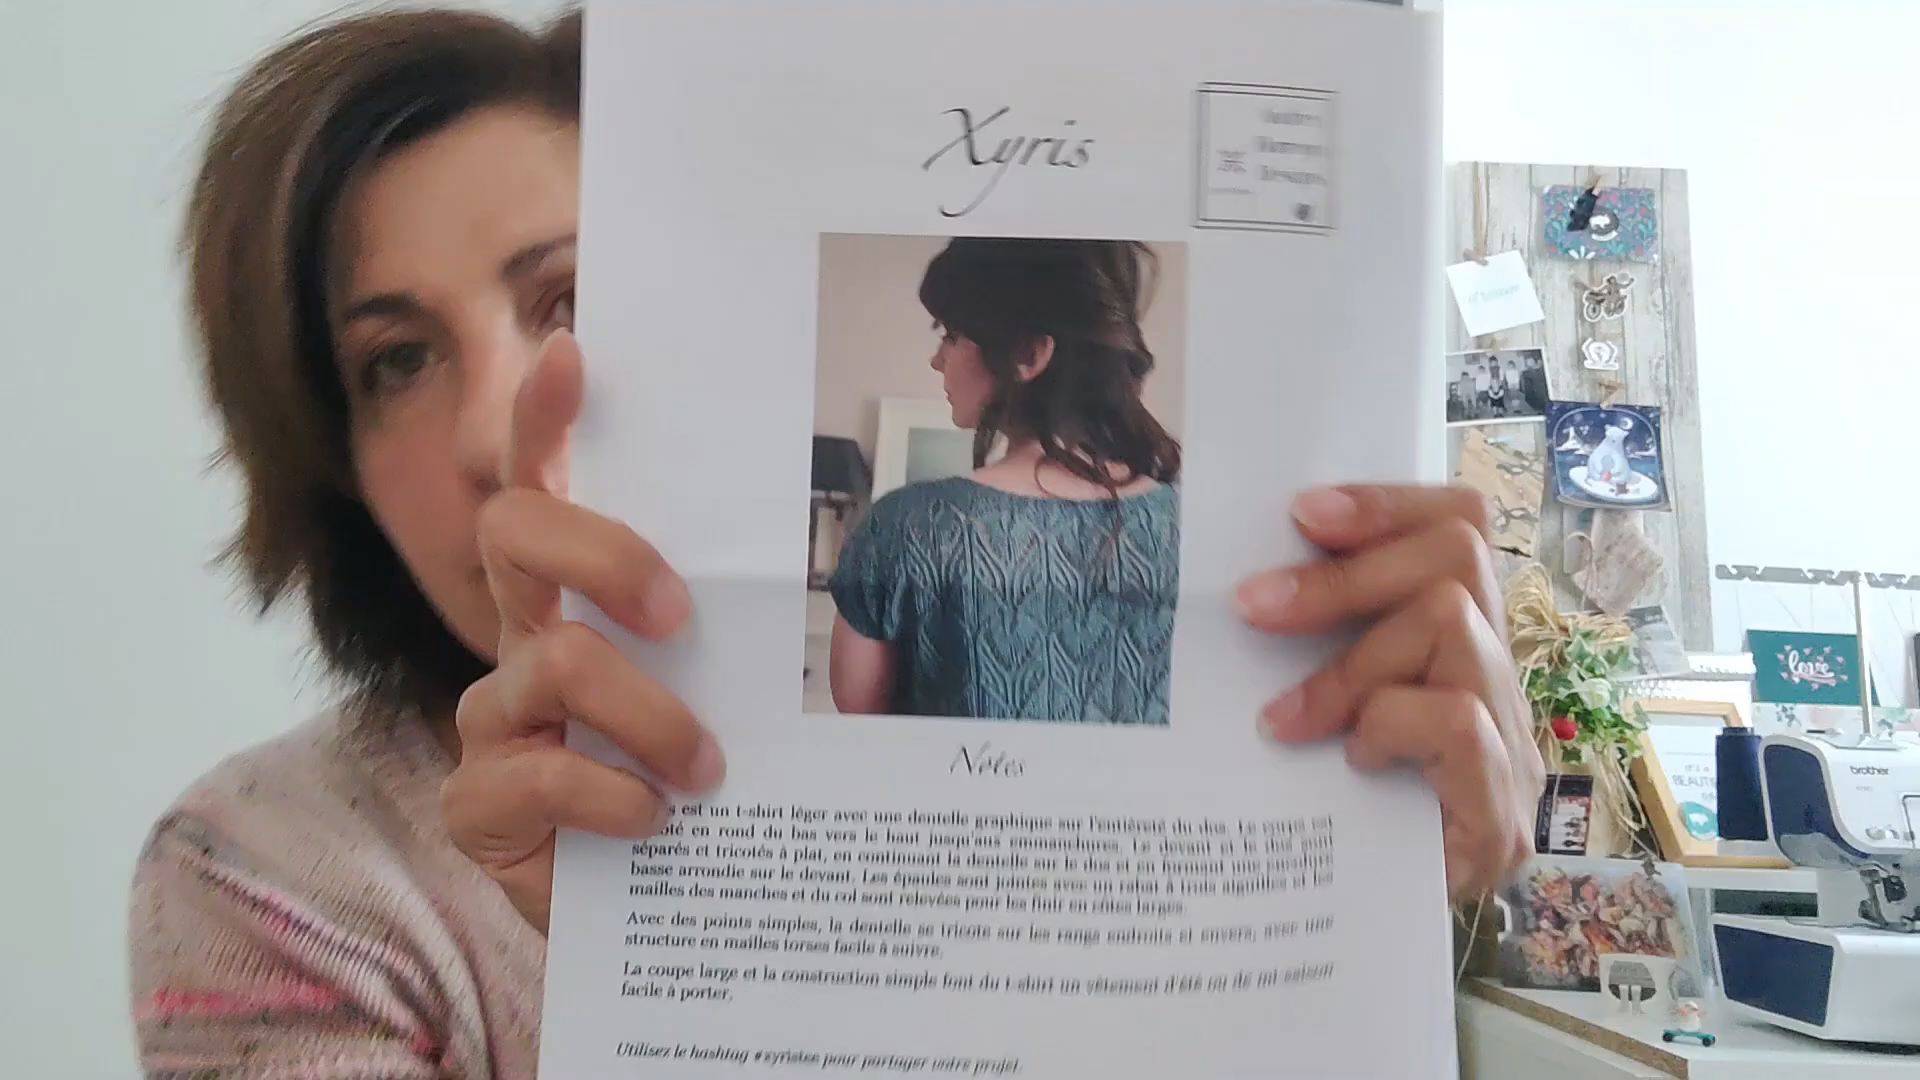 Xyris
Notes
est un t-shirt léger avec une dentelle graphique sur l'entièreté du dos. Le corps est
en rond du bas vers le haut jusqu'aux emmanchures. Le devant et le dos sont
séparés et tricotés à plat, en continuant la dentelle sur le dos et en formant une encolure
basse arrondie sur le devant. Les épaules sont jointes avec un rabat à trois aiguilles et les
mailles des manches et du col sont relevées pour les finir en côtes larges.
Avec des points simples, la dentelle se tricote sur les rangs endroits et envers, avec une
structure en mailles torses facile à suivre.
La coupe large et la construction simple font du t-shirt un vêtement d'été ou de mi-saison
facile à porter.
Utilisez le hashtag #xyristee pour partager votre projet.
love
brother